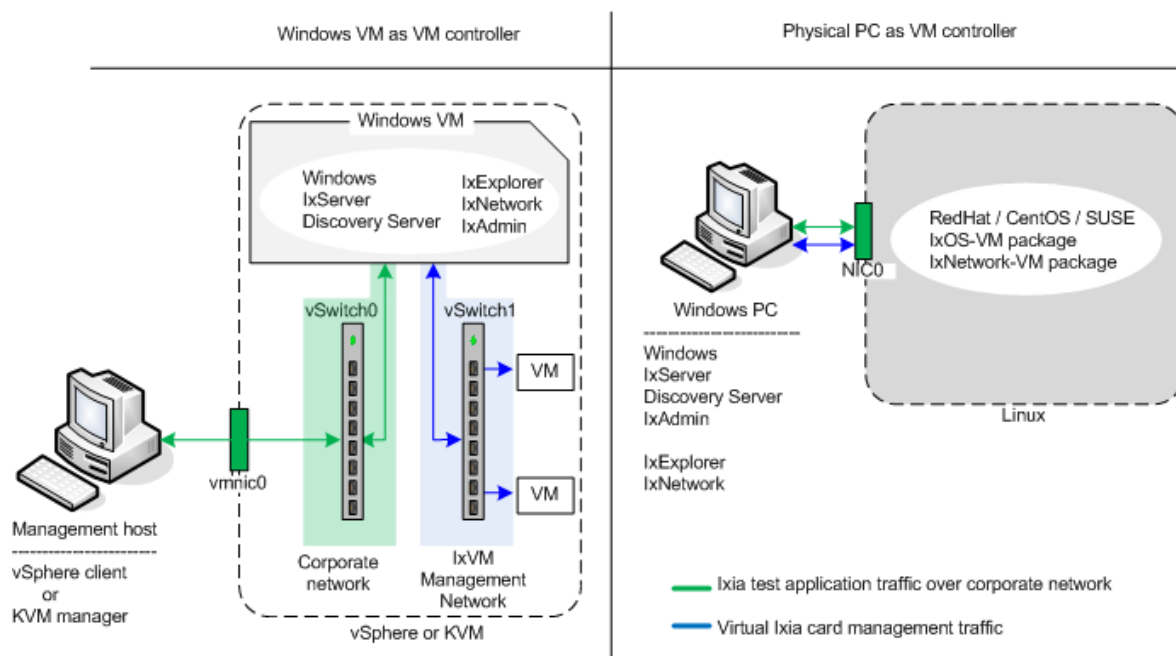 Windows VM as VM controller
Physical PC as VM controller
Windows VM
Windows
IxServer
Discovery Server
IxExplorer
IxNetwork
IxAdmin
vSwitch0
vSwitch1
VM
VM
vmnic0
Management host
vSphere client
or
KVM manager
Corporate
network
IxVM
Management
Network
vSphere or KVM
NIC0
RedHat / CentOS / SUSE
IxOS-VM package
IxNetwork-VM package
Windows PC
Windows
IxServer
Discovery Server
IxAdmin
IxExplorer
IxNetwork
Linux
Ixia test application traffic over corporate network
Virtual Ixia card management traffic